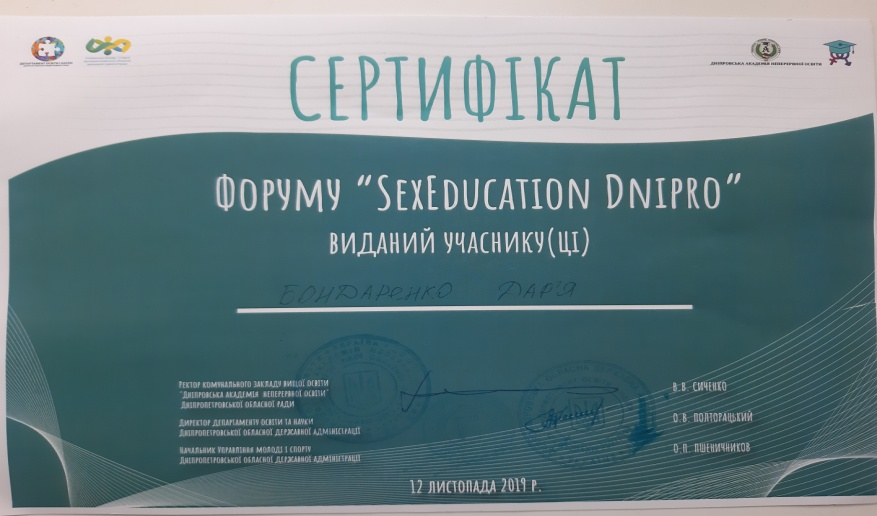 ДНІПРОВСЬКА АКАДЕМІЯ НЕПЕРЕРВНОЇ ОСВІТИ
СЕРТИФІКАТ
ФОРУМУ “SEXEDUCATION DNIPRO”
ВИДАНИЙ УЧАСНИКУ(ЦІ)
БОНДАРЕНКО ДАР'Я
РЕКТОР КОМУНАЛЬНОГО ЗАКЛАДУ ВИЩОЇ ОСВІТИ
"ДНІПРОВСЬКА АКАДЕМІЯ НЕПЕРЕРВНОЇ ОСВІТИ"
ДНІПРОПЕТРОВСЬКОЇ ОБЛАСНОЇ РАДИ
В.В. СИЧЕНКО
ДИРЕКТОР ДЕПАРТАМЕНТУ ОСВІТИ ТА НАУКИ
ДНІПРОПЕТРОВСЬКОЇ ОБЛАСНОЇ ДЕРЖАВНОЇ АДМІНІСТРАЦІЇ
О.В. ПОЛТОРАЦЬКИЙ
НАЧАЛЬНИК УПРАВЛІННЯ МОЛОДІ І СПОРТУ
ДНІПРОПЕТРОВСЬКОЇ ОБЛАСНОЇ ДЕРЖАВНОЇ АДМІНІСТРАЦІЇ
О.П. ПШЕНИЧНИКОВ
12 ЛИСТОПАДА 2019 Р.